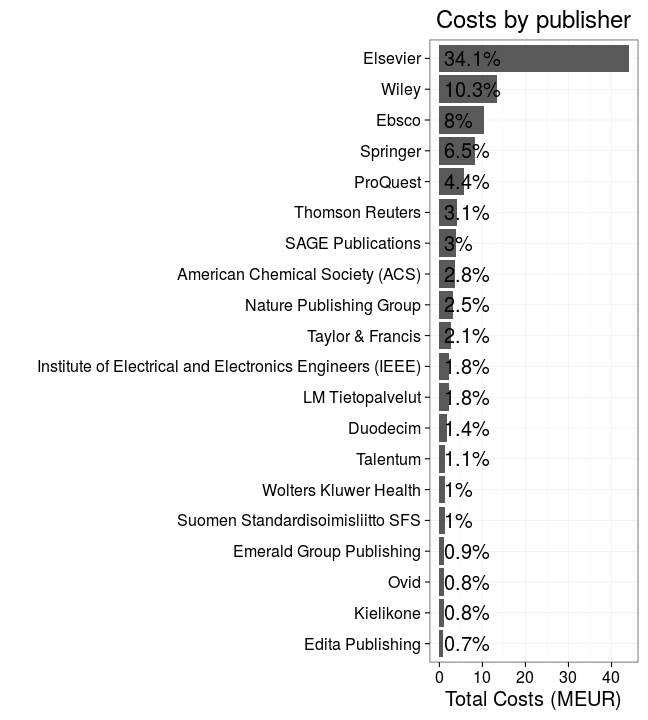 Costs by publisher
Elsevier 34.1%
Wiley 10.3%
Ebsco 8%
Springer 6.5%
ProQuest 4.4%
Thomson Reuters 3.1%
SAGE Publications 3%
American Chemical Society (ACS) 2.8%
Nature Publishing Group 2.5%
Taylor & Francis 2.1%
Institute of Electrical and Electronics Engineers (IEEE) 1.8%
LM Tietopalvelut 1.8%
Duodecim 1.4%
Talentum 1.1%
Wolters Kluwer Health 1%
Suomen Standardisoimisliitto SFS 1%
Emerald Group Publishing 0.9%
Ovid 0.8%
Kielikone 0.8%
Edita Publishing 0.7%
0 10 20 30 40
Total Costs (MEUR)